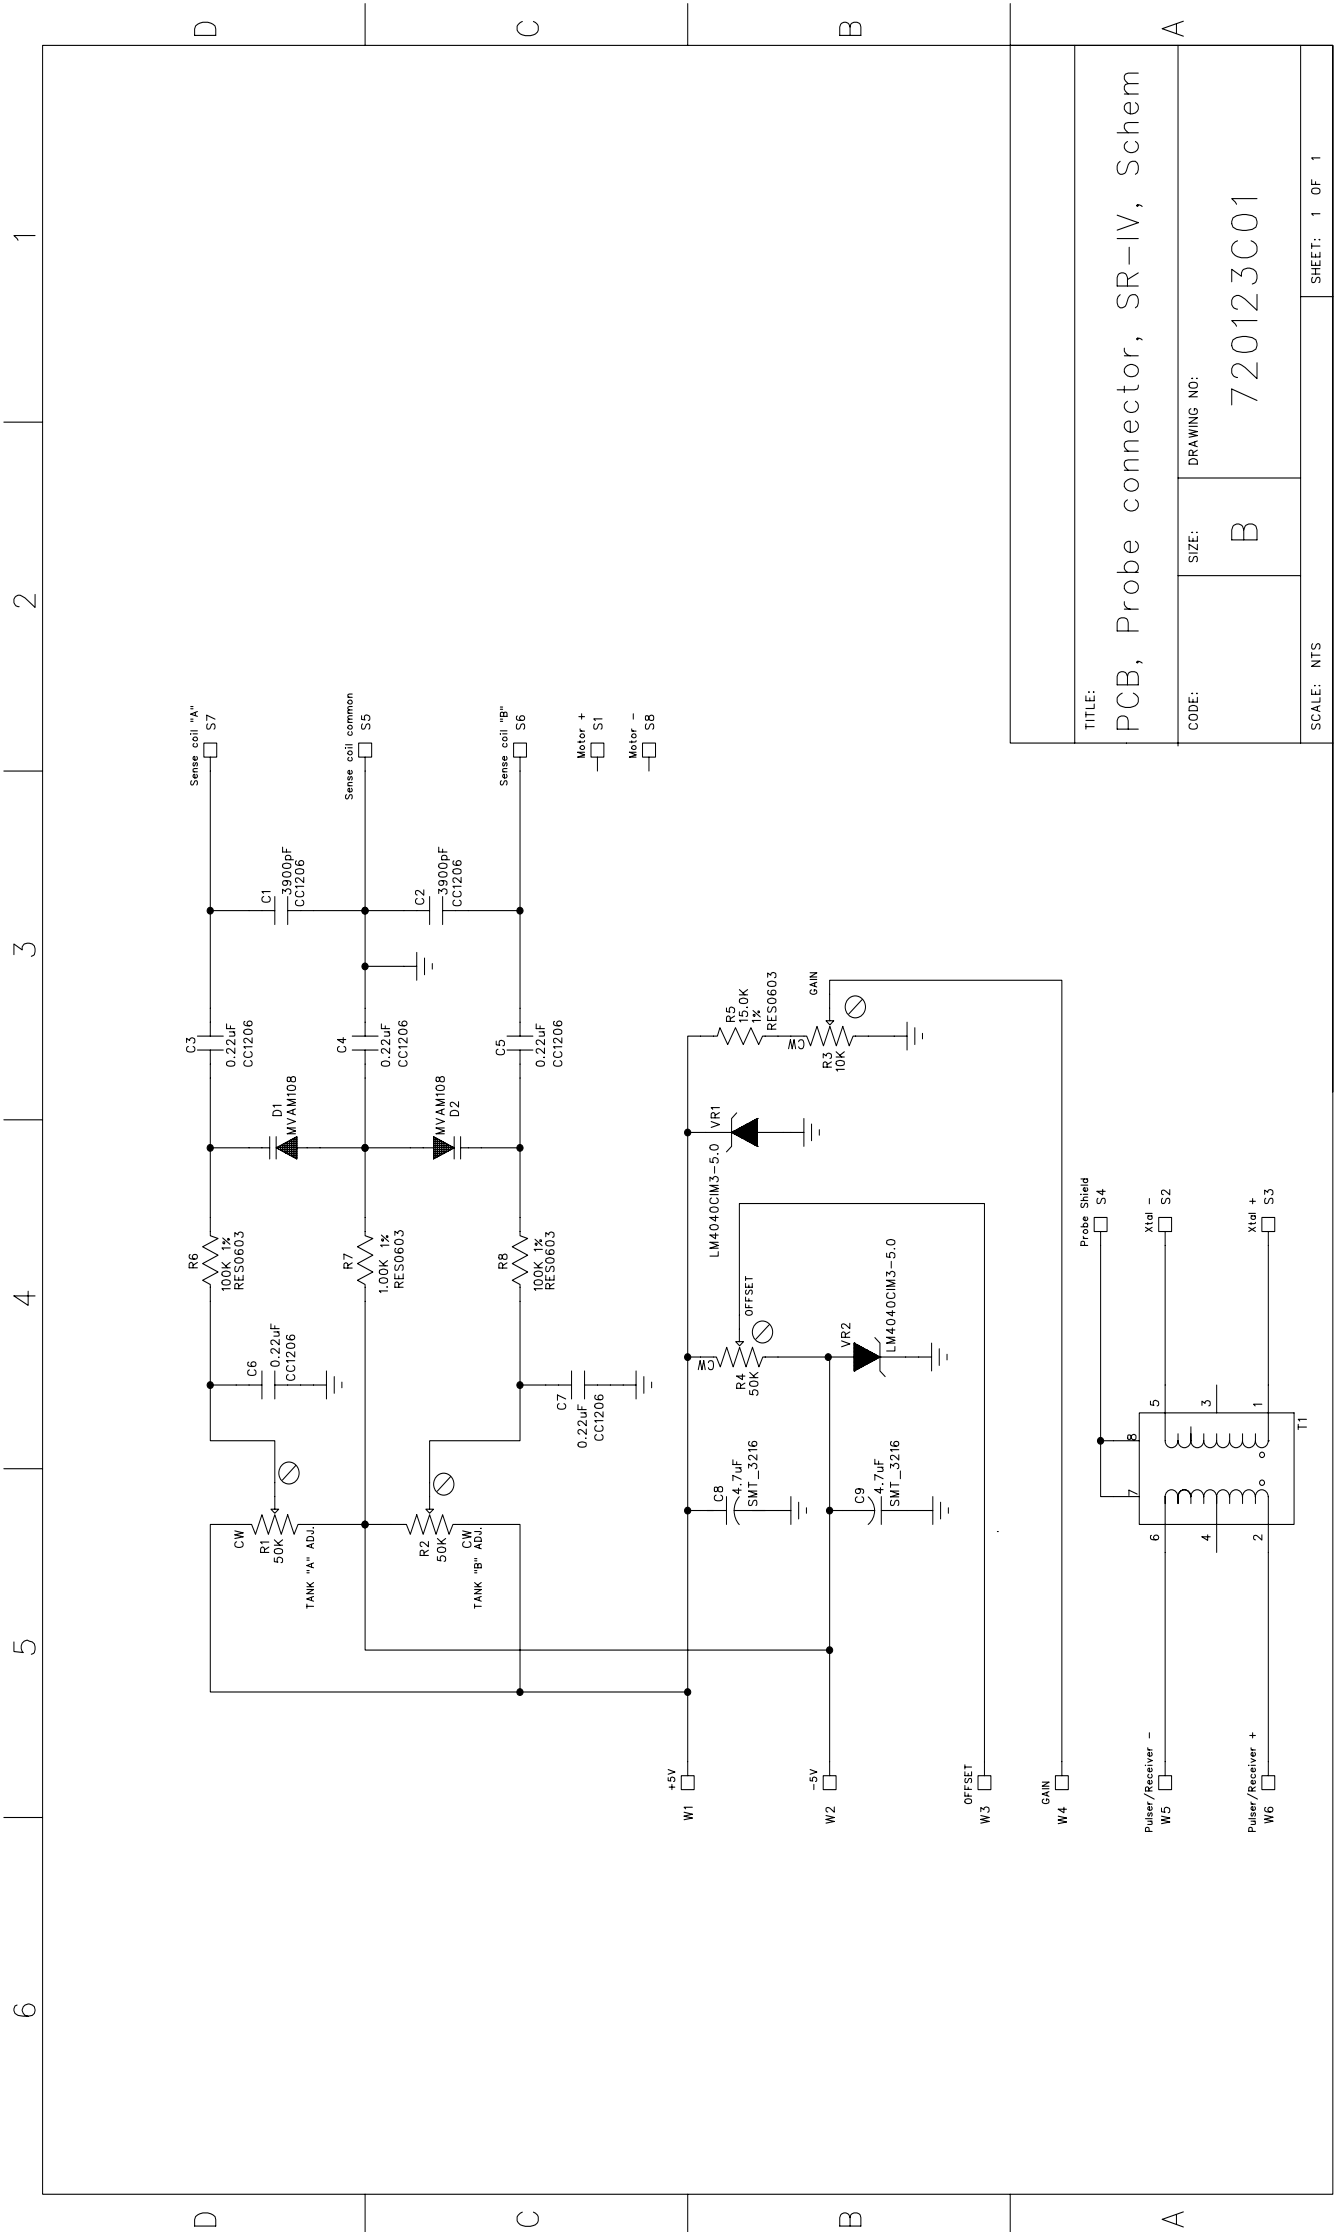 6
5
4
3
2
1
D
D
C
C
B
B
A
A
Sense coil "A"
S7
Sense coil common
S5
Sense coil "B"
S6
Motor +
S1
Motor -
S8
C1
3900pF
CC1206
C2
3900pF
CC1206
C3
0.22uF
CC1206
C4
0.22uF
CC1206
C5
0.22uF
CC1206
D1
MVAM108
MVAM108
D2
R6
100K 1%
RES0603
R7
1.00K 1%
RES0603
R8
100K 1%
RES0603
C6
0.22uF
CC1206
C7
0.22uF
CC1206
CW
R1
50K
TANK "A" ADJ.
R2
50K
CW
TANK "B" ADJ.
+5V
W1
-5V
W2
OFFSET
W3
GAIN
W4
Pulser/Receiver -
W5
Pulser/Receiver +
W6
C8
4.7uF
SMT_3216
C9
4.7uF
SMT_3216
CW
R4
50K
OFFSET
VR2
LM4040CIM3-5.0
VR1
LM4040CIM3-5.0
R5
15.0K
1%
RES0603
CW
R3
10K
GAIN
Probe Shield
S4
Xtal -
S2
Xtal +
S3
7
8
6
5
4
3
2
1
T1
TITLE:
PCB, Probe connector, SR-IV, Schem
CODE:
SIZE:
B
DRAWING NO:
720123C01
SCALE: NTS
SHEET: 1 OF 1